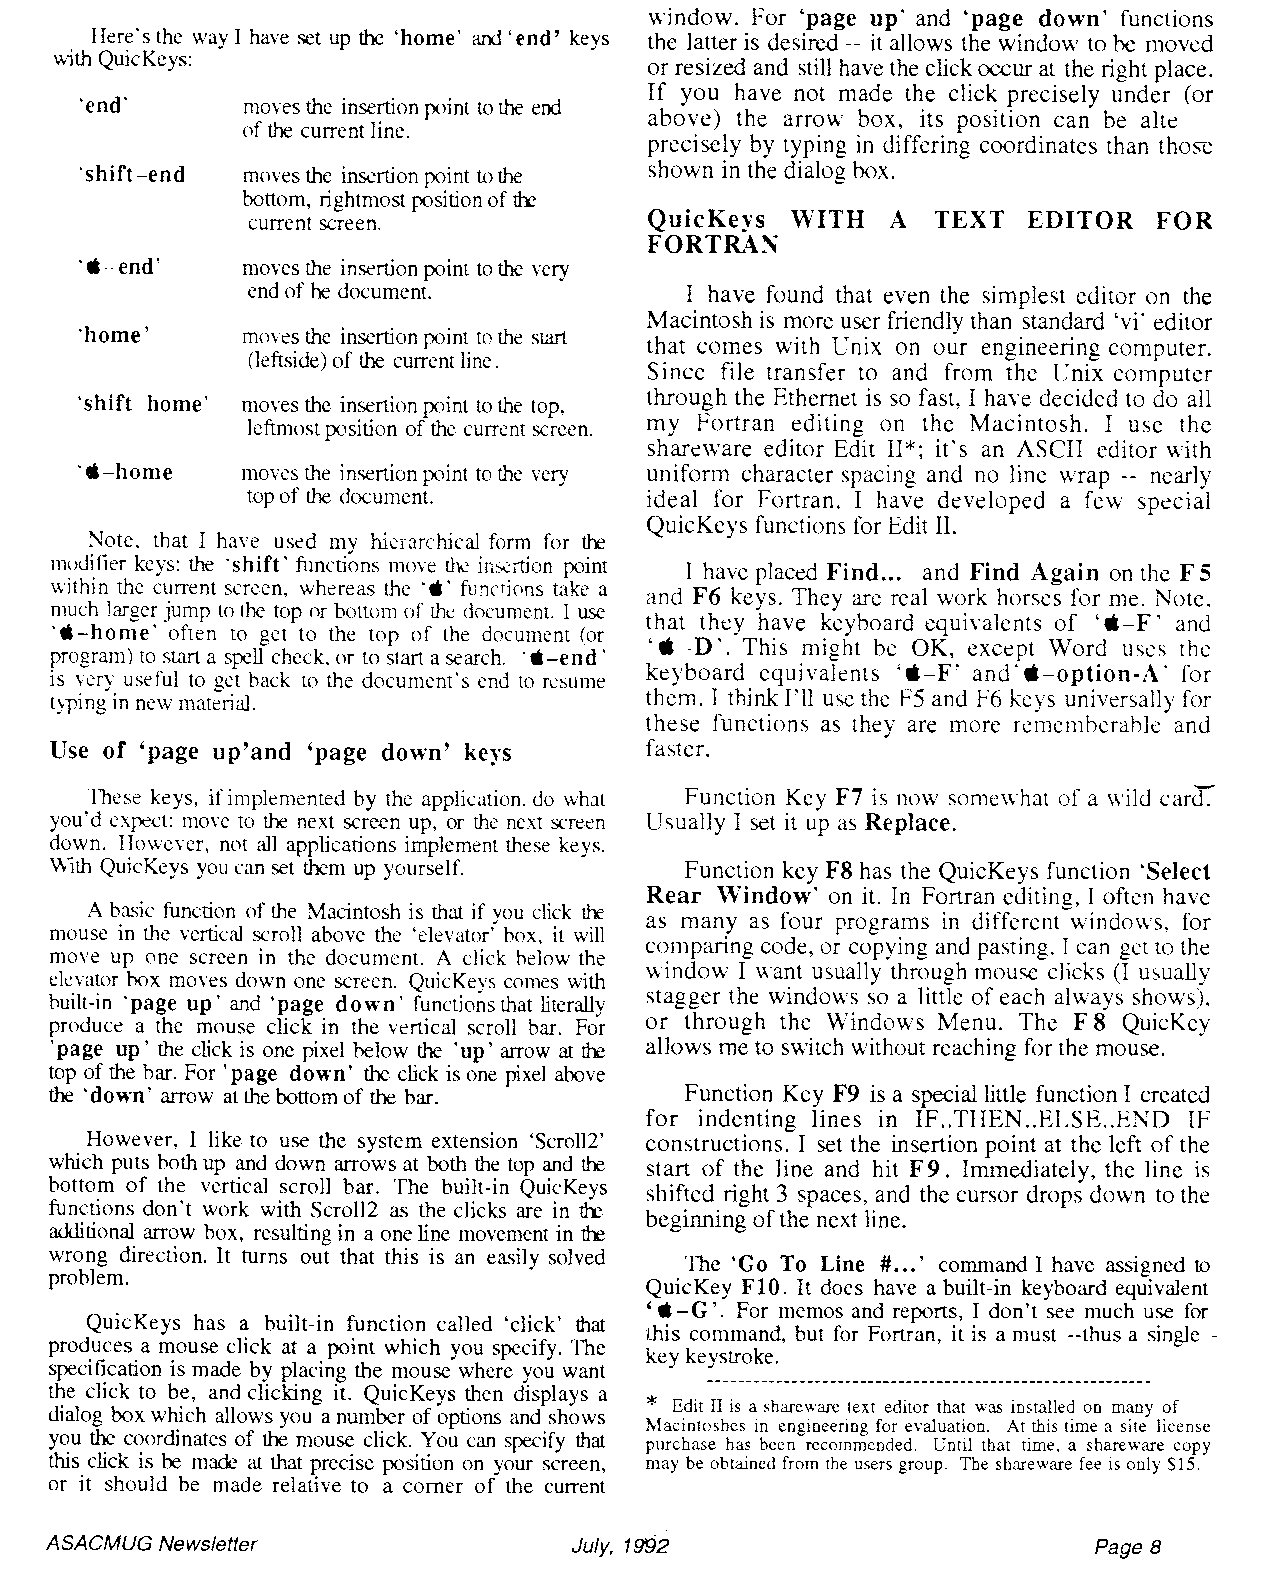 Here's the way I have set up the 'home' and 'end' keys
with QuicKeys:
'end' moves the insertion point to the end
of the current line.
'shift-end moves the insertion point to the
bottom, rightmost position of the
current screen.
'-end' moves the insertion point to the very
end of he document.
'home' moves the insertion point to the start
(leftside) of the current line.
'shift home' moves the insertion point to the top,
leftmost position of the current screen.
'-home moves the insertion point to the very
top of the document.
Note, that I have used my hierarchical form for the
modifier keys: the 'shift' functions move the insertion point
within the current screen, whereas the '' functions take a
much larger jump to the top or bottom of the document. I use
'-home' often to get to the top of the document (or
program) to start a spell check, or to start a search. '-end'
is very useful to get back to the document's end to resume
typing in new material.
Use of 'page up'and 'page down' keys
These keys, if implemented by the application, do what
you'd expect: move to the next screen up, or the next screen
down. However, not all applications implement these keys.
With QuicKeys you can set them up yourself.
A basic function of the Macintosh is that if you click the
mouse in the vertical scroll above the 'elevator' box, it will
move up one screen in the document. A click below the
elevator box moves down one screen. QuicKeys comes with
built-in 'page up' and 'page down' functions that literally
produce a the mouse click in the vertical scroll bar. For
'page up' the click is one pixel below the 'up' arrow at the
top of the bar. For 'page down' the click is one pixel above
the 'down' arrow at the bottom of the bar.
However, I like to use the system extension 'Scroll2'
which puts both up and down arrows at both the top and the
bottom of the vertical scroll bar. The built-in QuicKeys
functions don't work with Scroll2 as the clicks are in the
additional arrow box, resulting in a one line movement in the
wrong direction. It turns out that this is an easily solved
problem.
QuicKeys has a built-in function called 'click' that
produces a mouse click at a point which you specify. The
specification is made by placing the mouse where you want
the click to be, and clicking it. QuicKeys then displays a
dialog box which allows you a number of options and shows
you the coordinates of the mouse click. You can specify that
this click is be made at that precise position on your screen,
or it should be made relative to a corner of the current
window. For 'page up' and 'page down' functions
the latter is desired -- it allows the window to be moved
or resized and still have the click occur at the right place.
If you have not made the click precisely under (or
above) the arrow box, its position can be alte
precisely by typing in differing coordinates than those
shown in the dialog box.
QuicKeys WITH A TEXT EDITOR FOR
FORTRAN
I have found that even the simplest editor on the
Macintosh is more user friendly than standard 'vi' editor
that comes with Unix on our engineering computer.
Since file transfer to and from the Unix computer
through the Ethernet is so fast, I have decided to do all
my Fortran editing on the Macintosh. I use the
shareware editor Edit II*; it's an ASCII editor with
uniform character spacing and no line wrap -- nearly
ideal for Fortran. I have developed a few special
QuicKeys functions for Edit II.
I have placed Find... and Find Again on the F5
and F6 keys. They are real work horses for me. Note,
that they have keyboard equivalents of '-F' and
'-D'. This might be OK, except Word uses the
keyboard equivalents '-F' and '-option-A' for
them. I think I'll use the F5 and F6 keys universally for
these functions as they are more rememberable and
faster.
Function Key F7 is now somewhat of a wild card.
Usually I set it up as Replace.
Function key F8 has the QuicKeys function 'Select
Rear Window' on it. In Fortran editing, I often have
as many as four programs in different windows, for
comparing code, or copying and pasting. I can get to the
window I want usually through mouse clicks (I usually
stagger the windows so a little of each always shows),
or through the Windows Menu. The F8 QuicKey
allows me to switch without reaching for the mouse.
Function Key F9 is a special little function I created
for indenting lines in IF..THEN..ELSE..END IF
constructions. I set the insertion point at the left of the
start of the line and hit F9. Immediately, the line is
shifted right 3 spaces, and the cursor drops down to the
beginning of the next line.
The 'Go To Line #...' command I have assigned to
QuicKey F10. It does have a built-in keyboard equivalent
'-G'. For memos and reports, I don't see much use for
this command, but for Fortran, it is a must --thus a single -
key keystroke.
* Edit II is a shareware text editor that was installed on many of
Macintoshes in engineering for evaluation. At this time a site license
purchase has been recommended. Until that time, a shareware copy
may be obtained from the users group. The shareware fee is only $15.
ASACMUG Newsletter July, 1992 Page 8